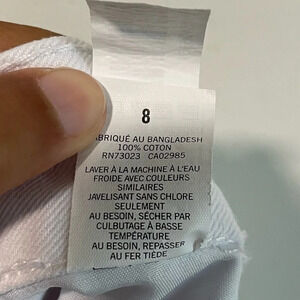 8
ABRIQUÉ AU BANGLADESH
100% COTON
RN73023 CA02985
LAVER À LA MACHINE À L'EAU
FROIDE AVEC COULEURS
SIMILAIRES
JAVELISANT SANS CHLORE
SEULEMENT
AU BESOIN, SÉCHER PAR
CULBUTAGE À BASSE
TEMPÉRATURE
AU BESOIN, REPASSER
AU FER TIÈDE